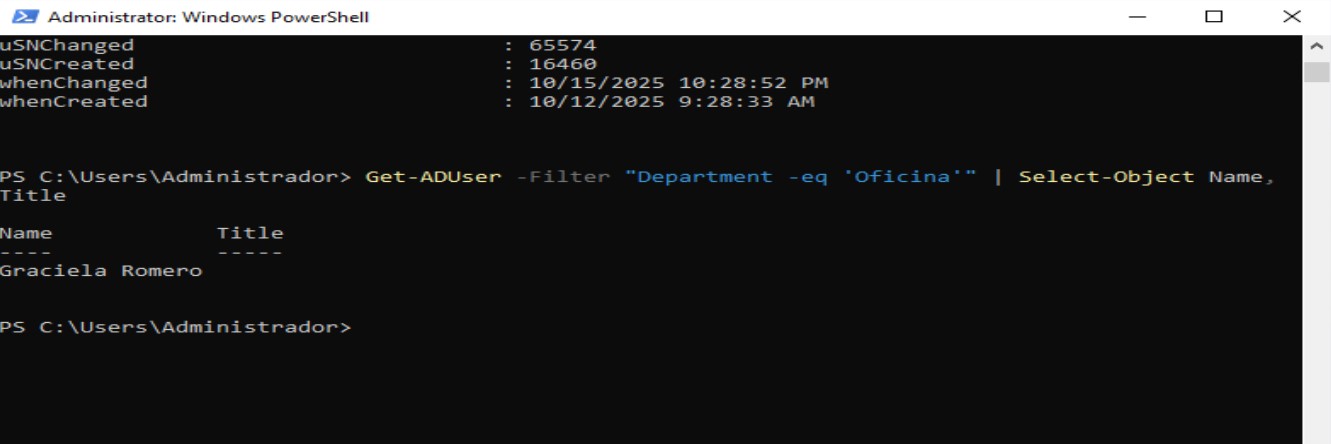 Administrator: Windows PowerShell
uSNChanged : 65574
uSNCreated : 16460
whenChanged : 10/15/2025 10:28:52 PM
whenCreated : 10/12/2025 9:28:33 AM
PS C:\Users\Administrador> Get-ADUser -Filter "Department -eq 'Oficina'" | Select-Object Name,
Title
Name Title
---- -----
Graciela Romero
PS C:\Users\Administrador>